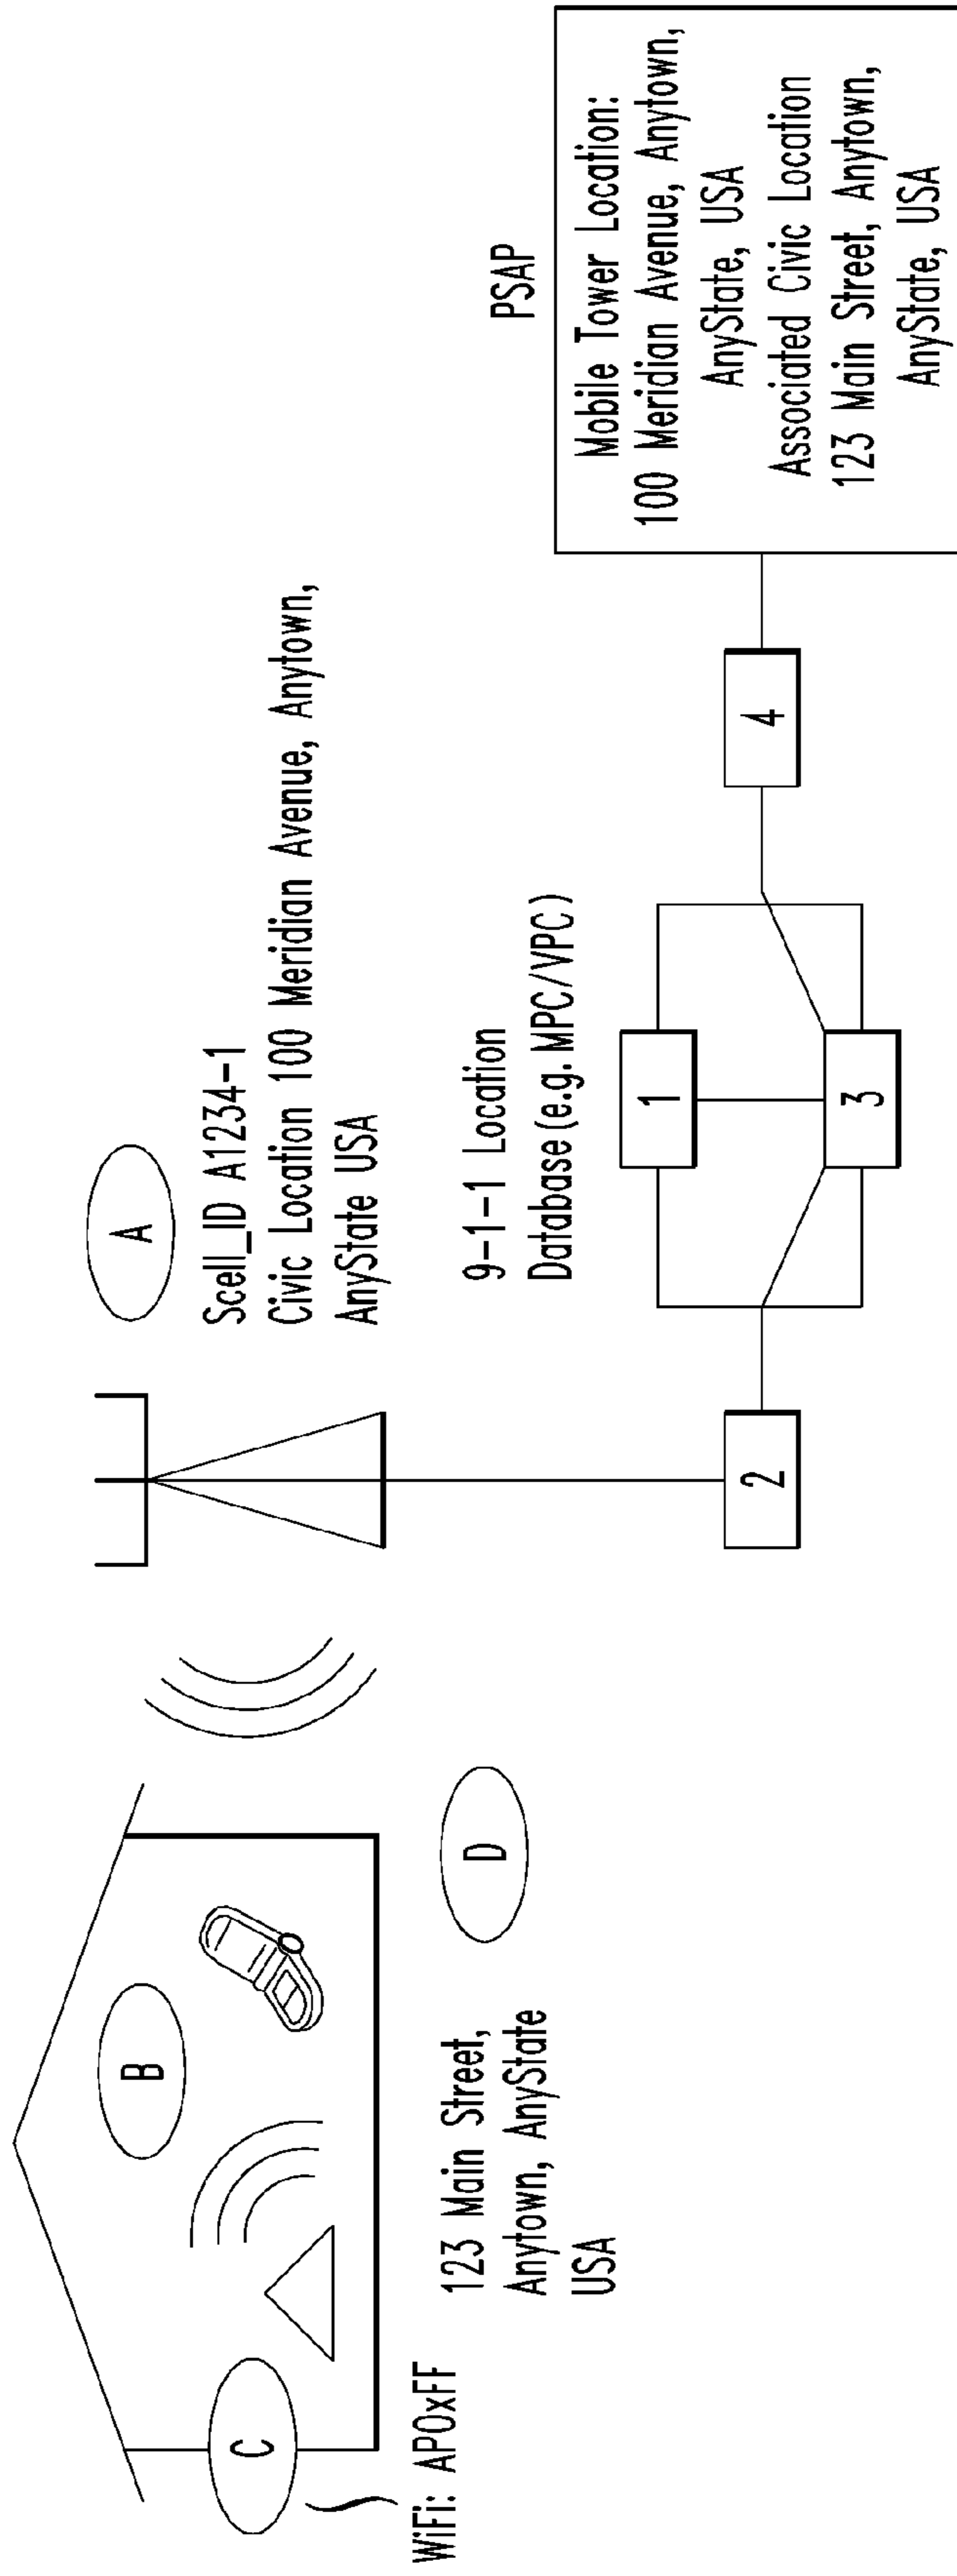 B
C
WiFi: AP0xFF
123 Main Street,
Anytown, AnyState
USA
D
A
Scell_ID A1234-1
Civic Location 100 Meridian Avenue, Anytown,
AnyState USA
9-1-1 Location
Database (e.g. MPC/VPC)
2
1
3
4
PSAP
Mobile Tower Location:
100 Meridian Avenue, Anytown,
AnyState, USA
Associated Civic Location
123 Main Street, Anytown,
AnyState, USA